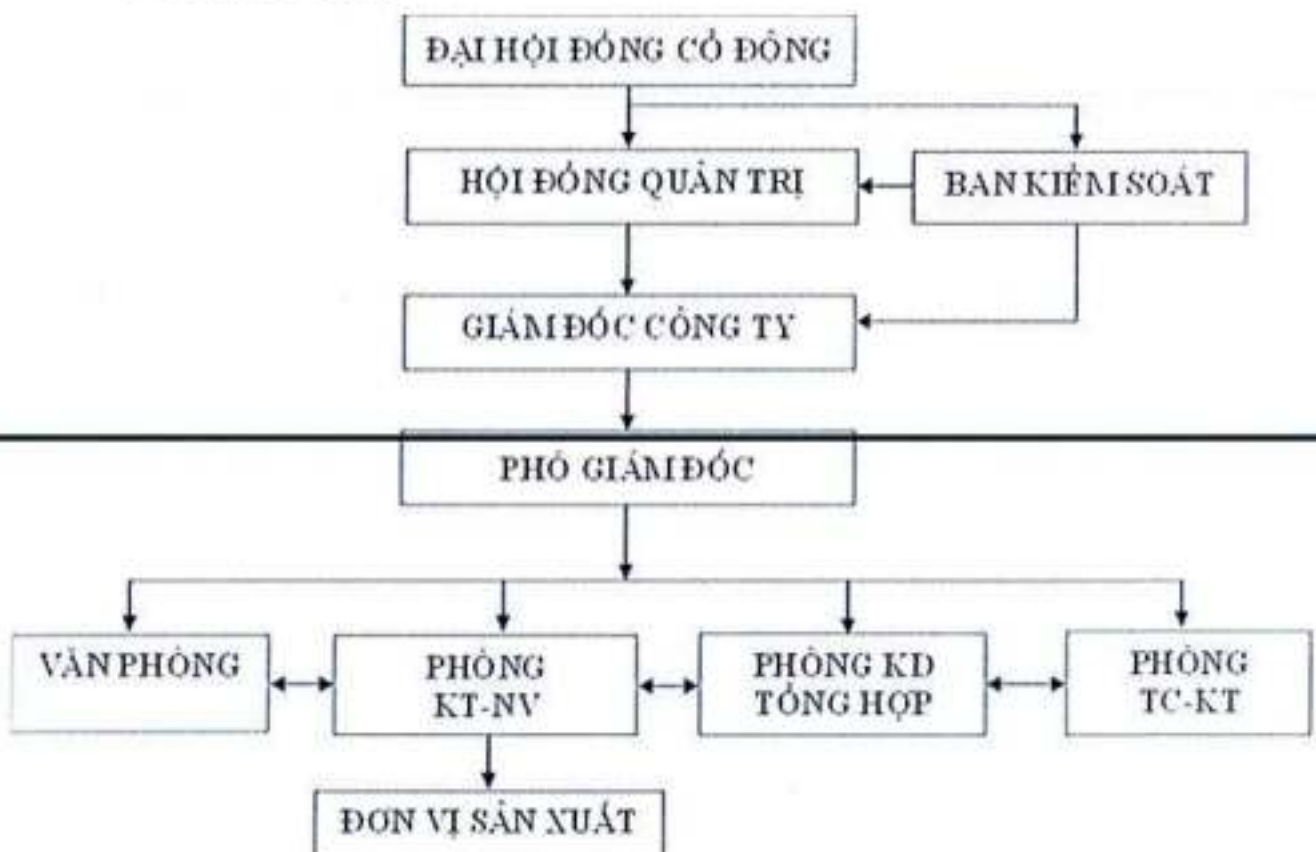 ĐẠI HỘI ĐỒNG CỔ ĐÔNG
HỘI ĐỒNG QUẢN TRỊ
BAN KIỂM SOÁT
GIÁM ĐỐC CÔNG TY
PHÓ GIÁM ĐỐC
VĂN PHÒNG
PHÒNG
KT-NV
PHÒNG KD
TỔNG HỢP
PHÒNG
TC-KT
ĐƠN VỊ SẢN XUẤT